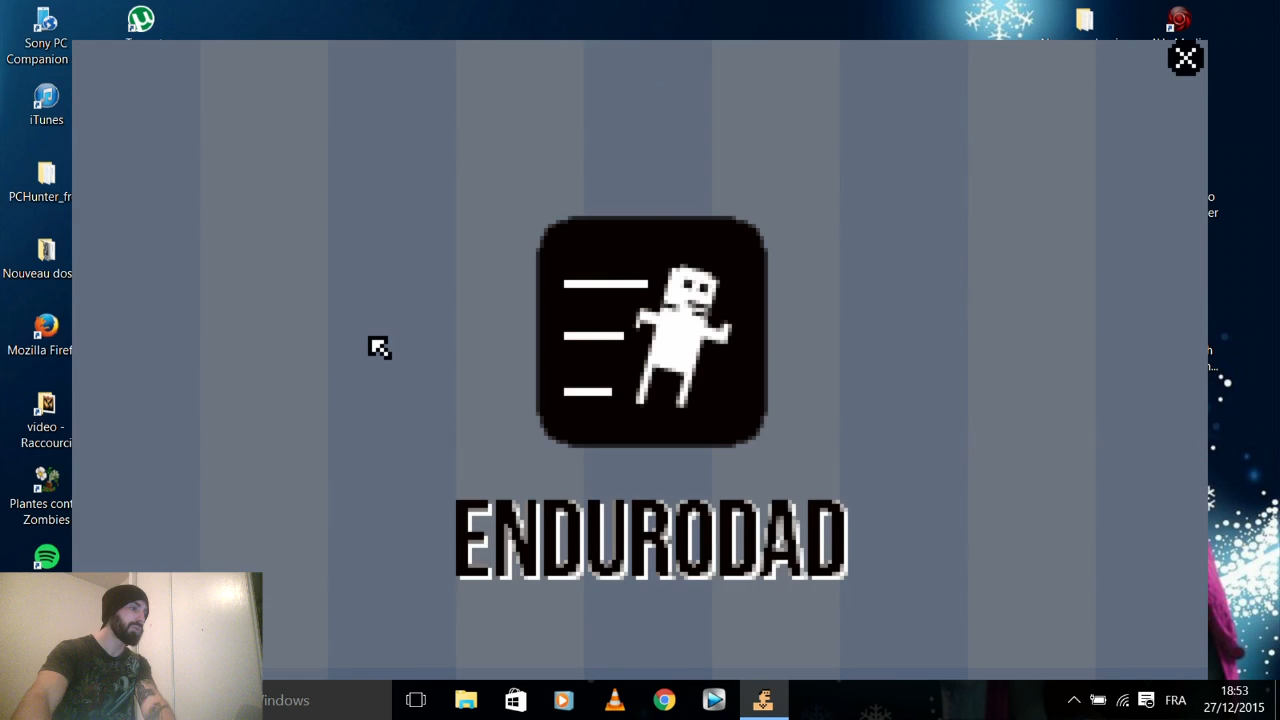 Sony PC
Companion
iTunes
PCHunter_fr
Nouveau dos
Mozilla Firef
video -
Raccourci
Plantes cont
Zombies
ENDURODAD
Windows
FRA
18:53
27/12/2015